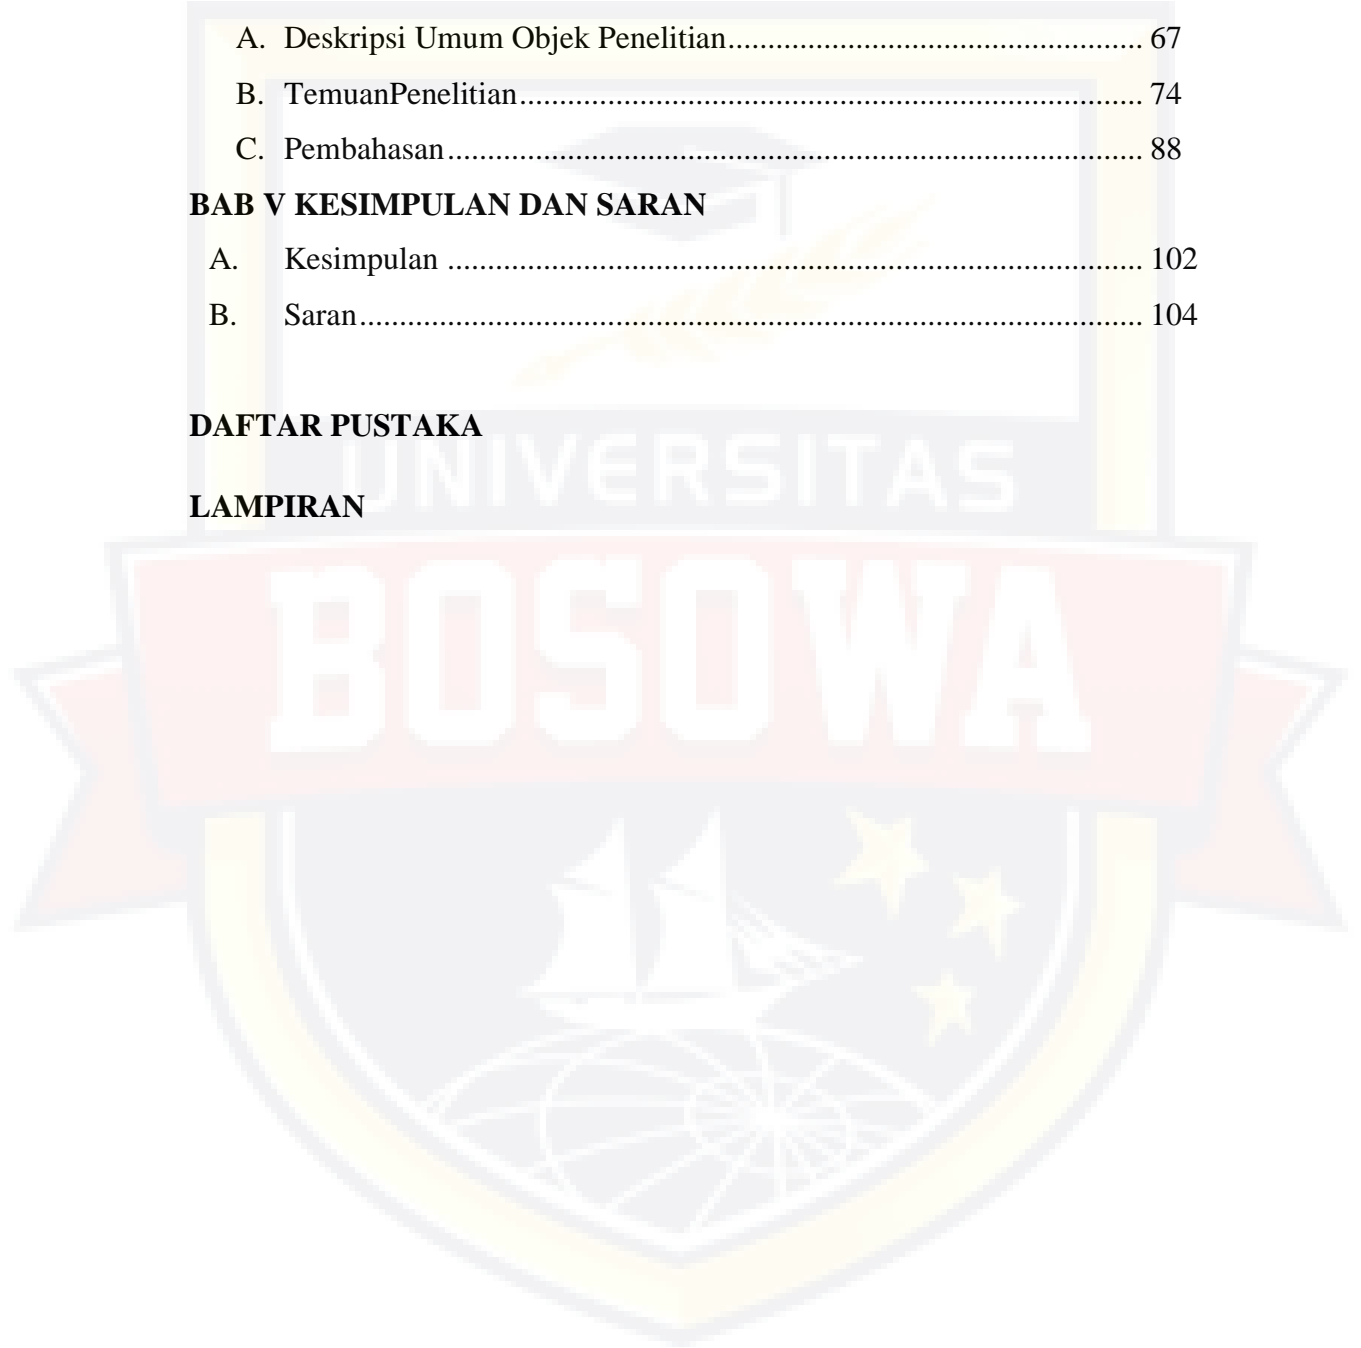 A. Deskripsi Umum Objek Penelitian.................................................... 67
B. TemuanPenelitian.............................................................................. 74
C. Pembahasan....................................................................................... 88
BAB V KESIMPULAN DAN SARAN
A. Kesimpulan ....................................................................................... 102
B. Saran.................................................................................................. 104
DAFTAR PUSTAKA
UNIVERSITAS
LAMPIRAN
BOSOWA